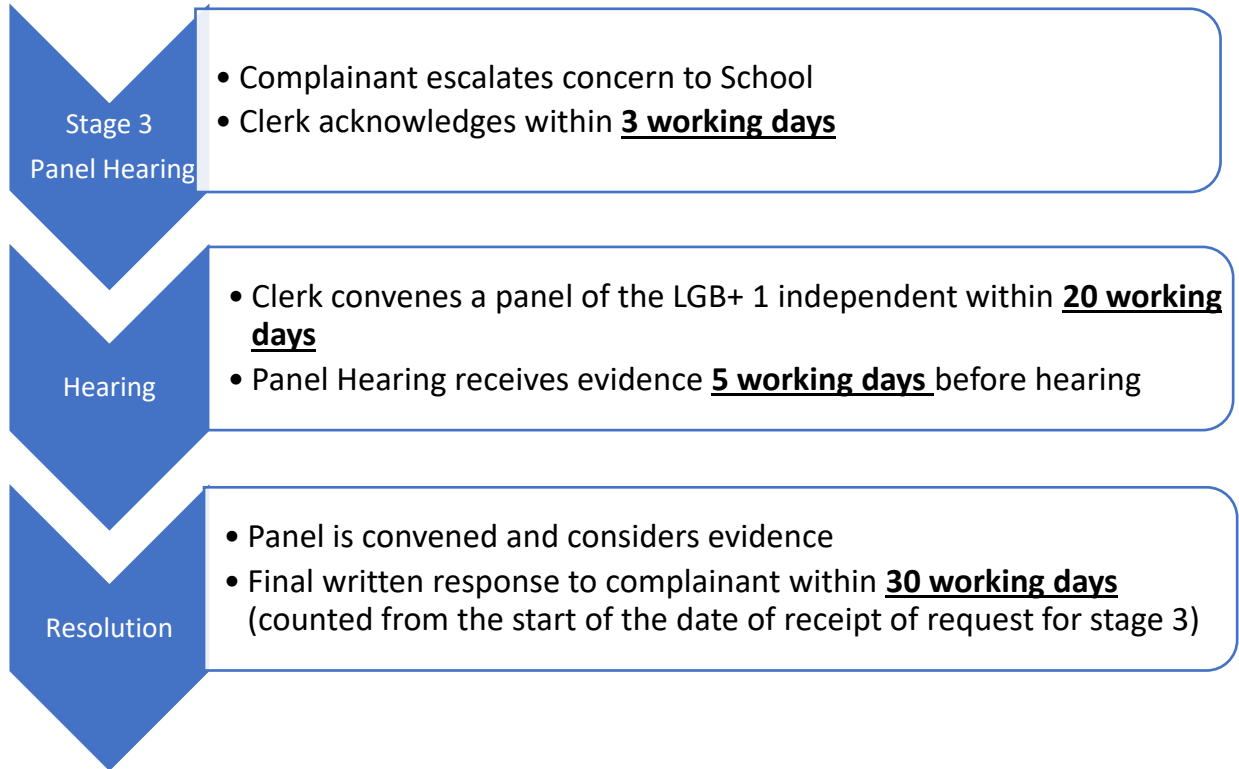 Stage 3
Panel Hearing
• Complainant escalates concern to School
• Clerk acknowledges within 3 working days
Hearing
• Clerk convenes a panel of the LGB+ 1 independent within 20 working
days
• Panel Hearing receives evidence 5 working days before hearing
Resolution
• Panel is convened and considers evidence
• Final written response to complainant within 30 working days
(counted from the start of the date of receipt of request for stage 3)